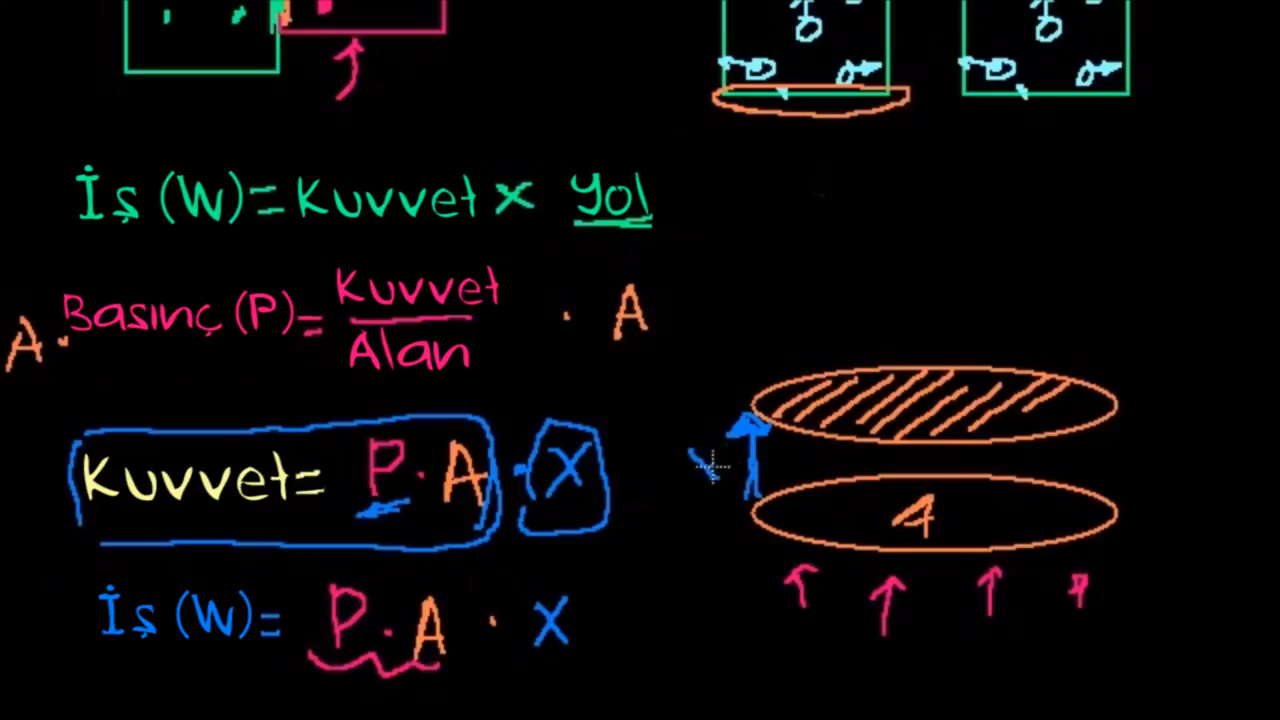 İş (W) = Kuvvet x yol
A . Basınç (P) = Kuvvet . A
Alan
Kuvvet = P . A . X
A
İş (W) = P . A . X